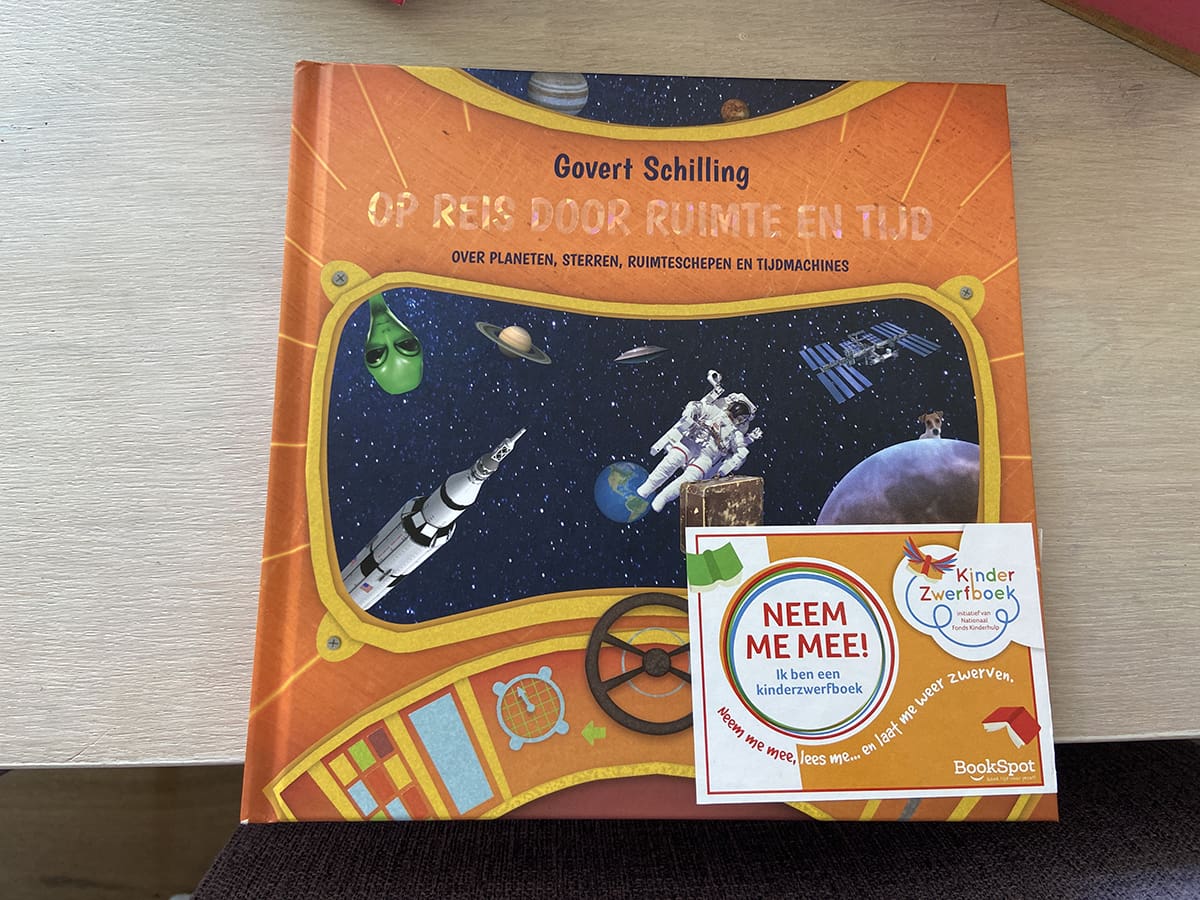 Govert Schilling
OP REIS DOOR RUIMTE EN TIJD
OVER PLANETEN, STERREN, RUIMTESCHEPEN EN TIJDMACHINES
Kinder
Zwerfboek
initiatief van
Nationaal
Fonds Kinderhulp
NEEM
ME MEE!
Ik ben een
kinderzwerfboek
Neem me mee, lees me... en laat me weer zwerven.
BookSpot